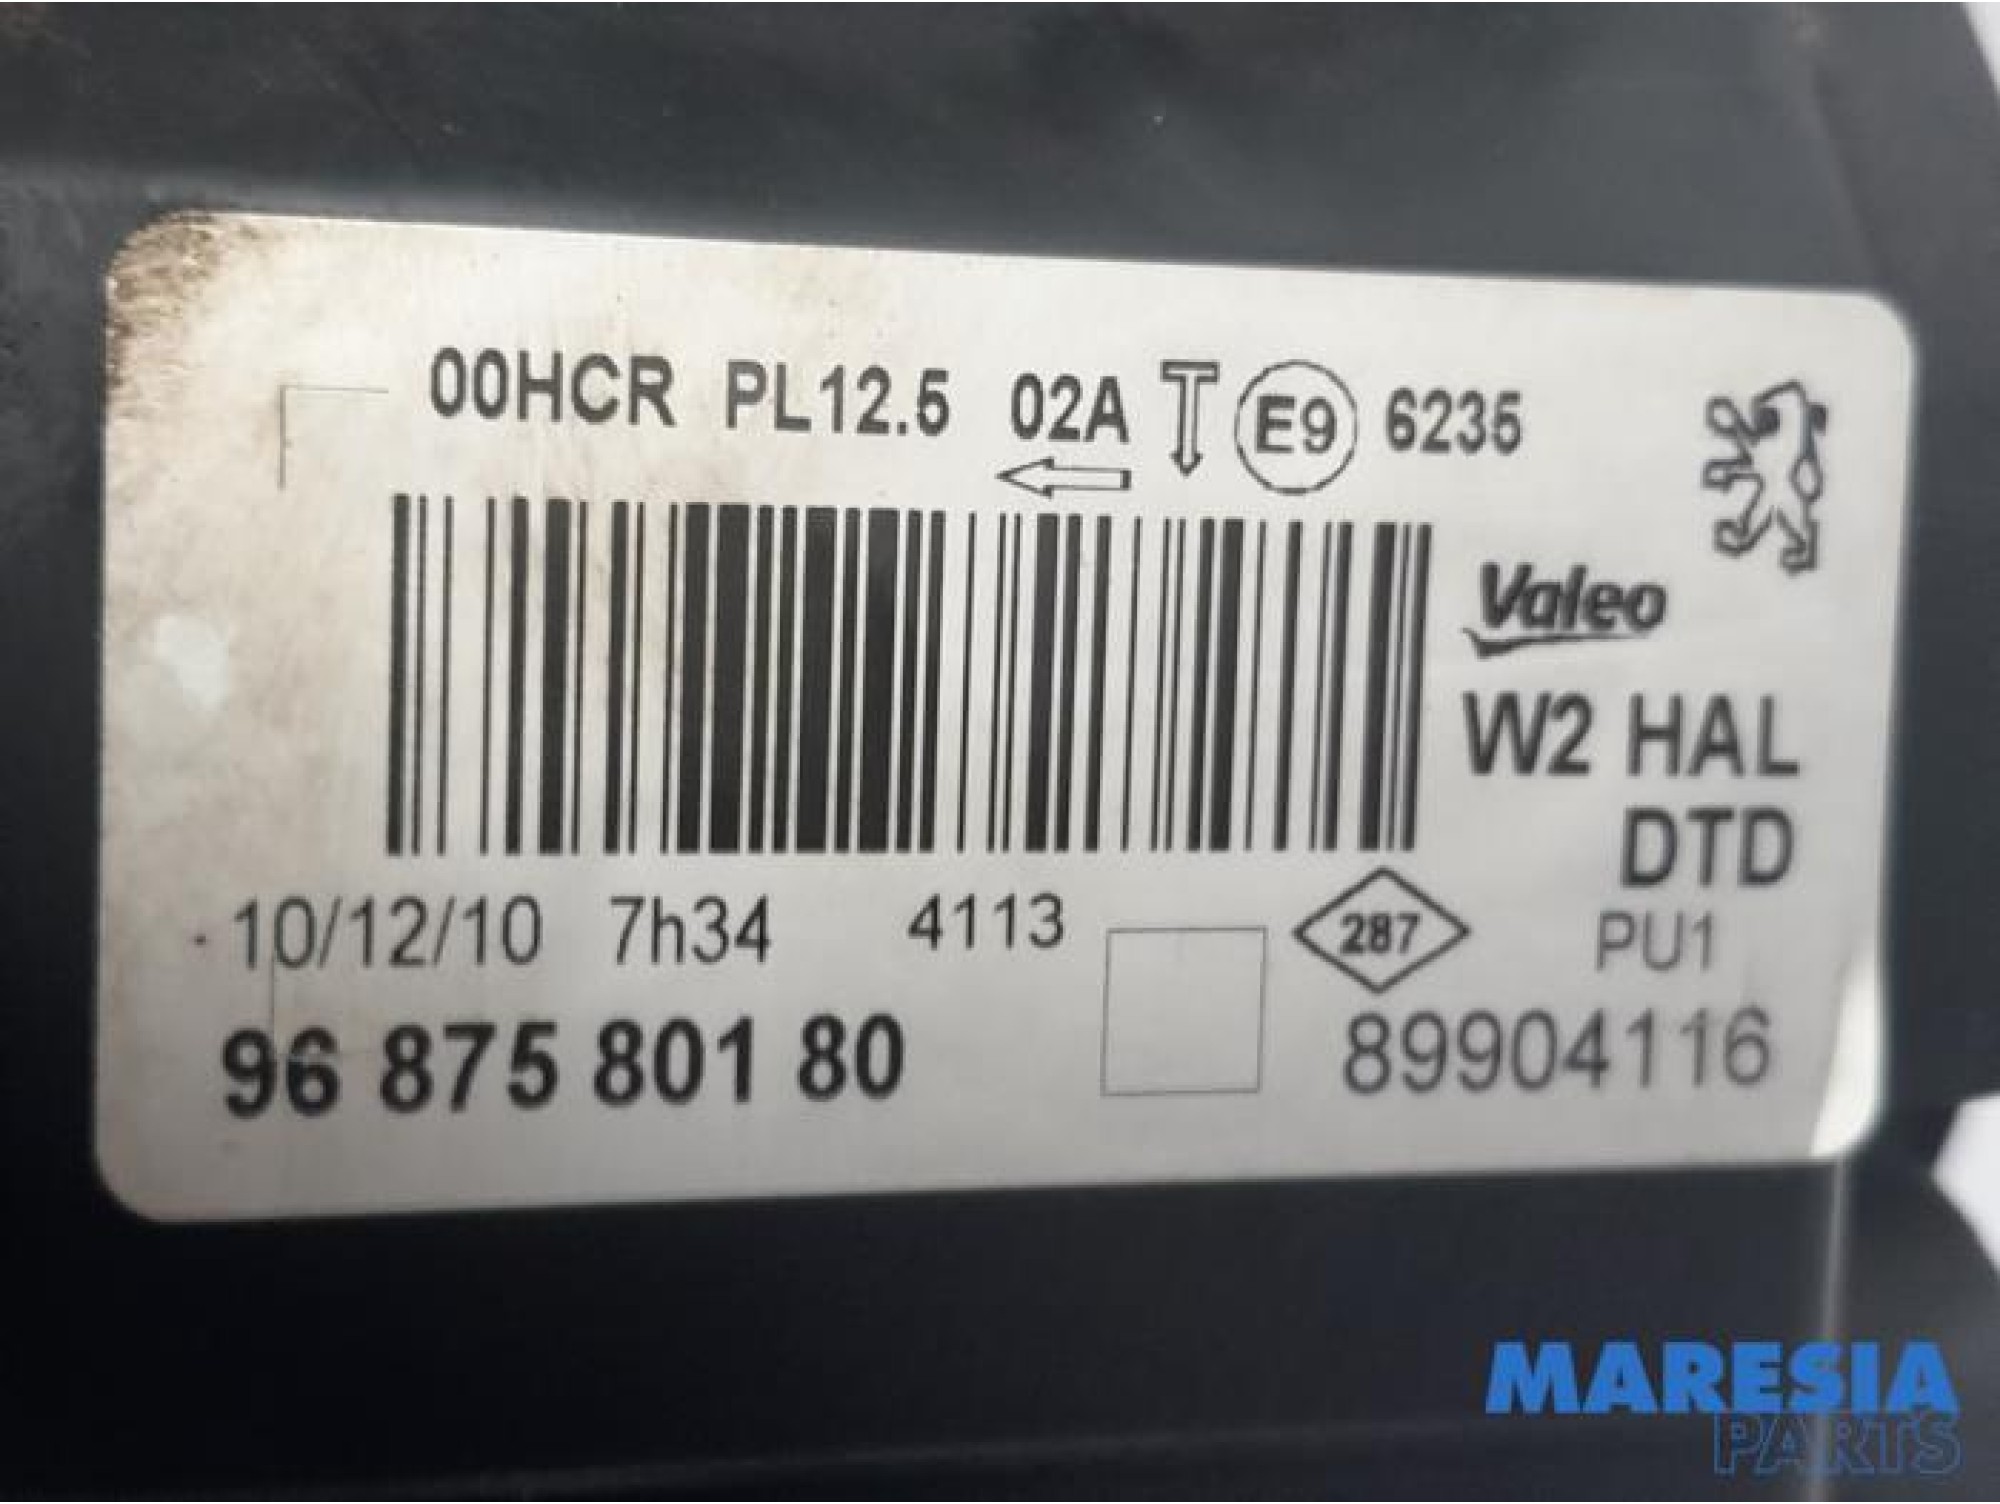 00HCR PL12.5 02A E9 6235
Valeo
W2 HAL
DTD
10/12/10 7h34 4113 287 PU1
96 875 801 80 89904116
MARESIA
PARTS